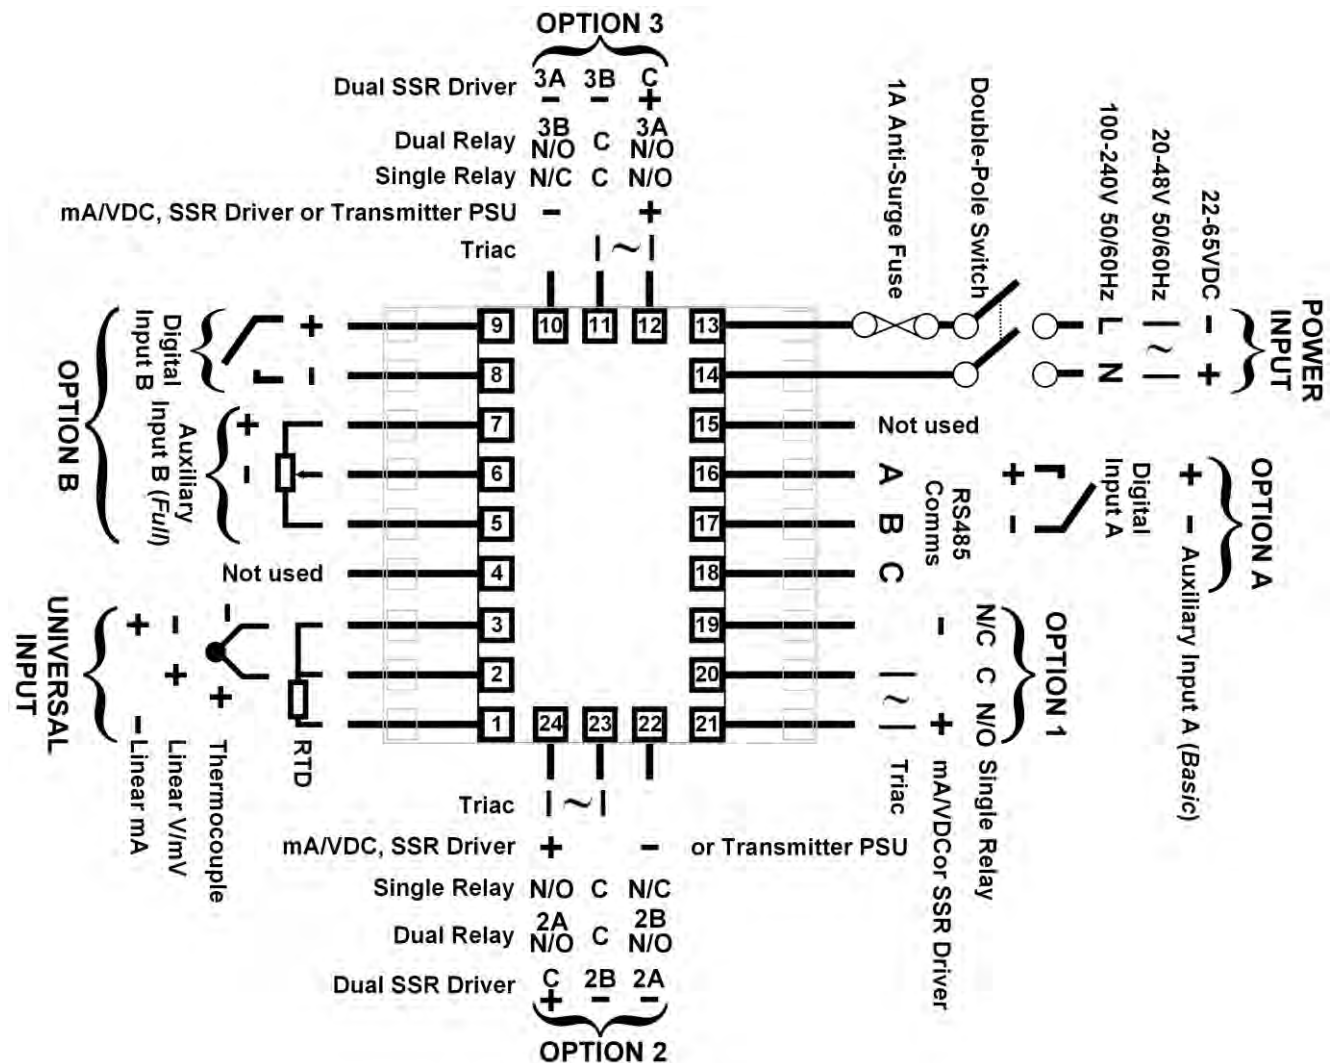 OPTION 3
Dual SSR Driver 3A 3B C
− − +
Dual Relay 3B N/O C 3A N/O
Single Relay N/C C N/O
mA/VDC, SSR Driver or Transmitter PSU − +
Triac | ~ |
1A Anti-Surge Fuse
Double-Pole Switch
100-240V 50/60Hz L N
20-48V 50/60Hz | ~ |
22-65VDC − +
POWER
INPUT
9 10 11 12 13
8 14
7 15 Not used
6 16 A
5 17 B
4 18 C
3 19
2 20
1 24 23 22 21
OPTION B
Digital
Input B
+ −
Auxiliary
Input B (Full)
+ −
Not used
UNIVERSAL
INPUT
RTD
Thermocouple − +
Linear V/mV − +
Linear mA + −
RS485
Comms
Digital
Input A
+ −
+ − Auxiliary Input A (Basic)
OPTION A
OPTION 1
N/C C N/O Single Relay
− + mA/VDCor SSR Driver
| ~ | Triac
Triac | ~ |
mA/VDC, SSR Driver + − or Transmitter PSU
Single Relay N/O C N/C
Dual Relay 2A N/O C 2B N/O
Dual SSR Driver C 2B 2A
+ − −
OPTION 2